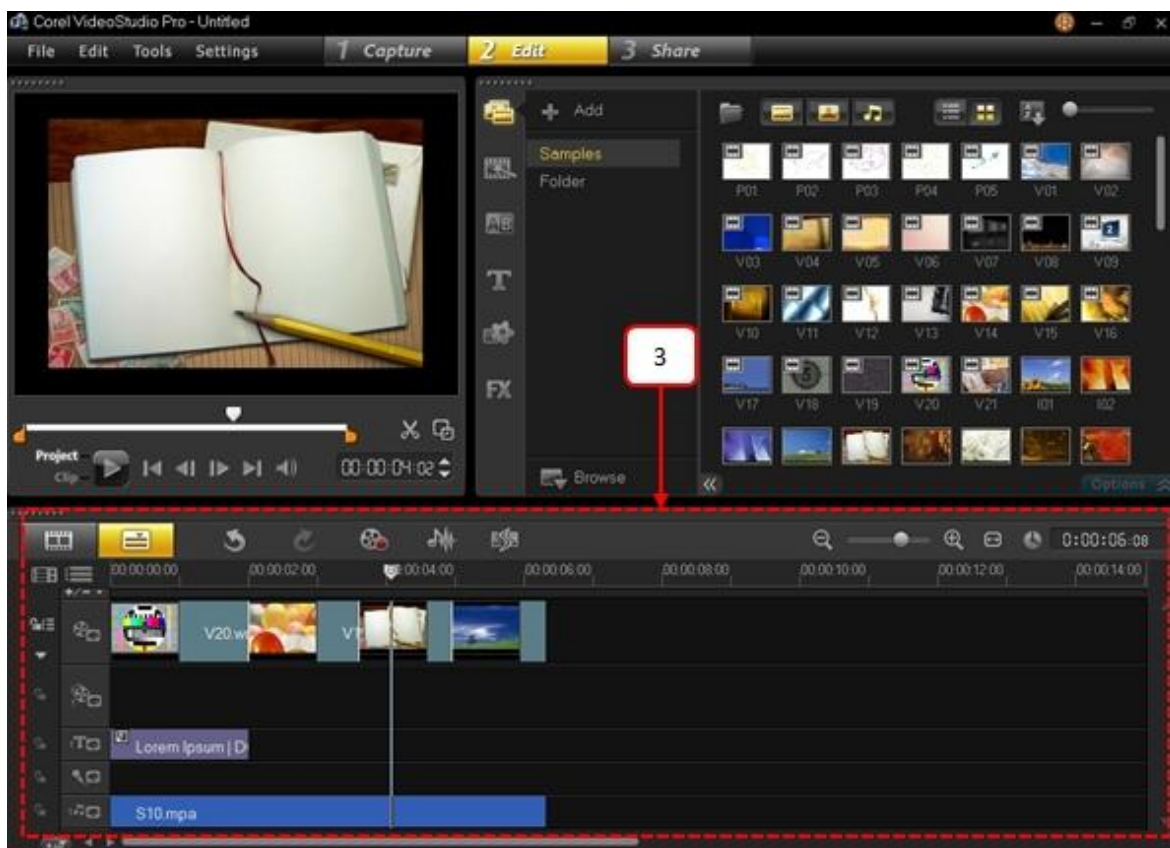 Corel VideoStudio Pro - Untitled
File Edit Tools Settings 1 Capture 2 Edit 3 Share
Add
Samples
Folder
P01 P02 P03 P04 P05 V01 V02
V03 V04 V05 V06 V07 V08 V09
V10 V11 V12 V13 V14 V15 V16
3
V17 V18 V19 V20 V21 I01 I02
AB
T
FX
Project
Clip
00:00:04:02
Browse
Options
0:00:06:08
00:00:00:00 00:00:02:00 00:00:04:00 00:00:06:00 00:00:08:00 00:00:10:00 00:00:12:00 00:00:14:00
V20.w V1
Lorem Ipsum | D
S10.mpa